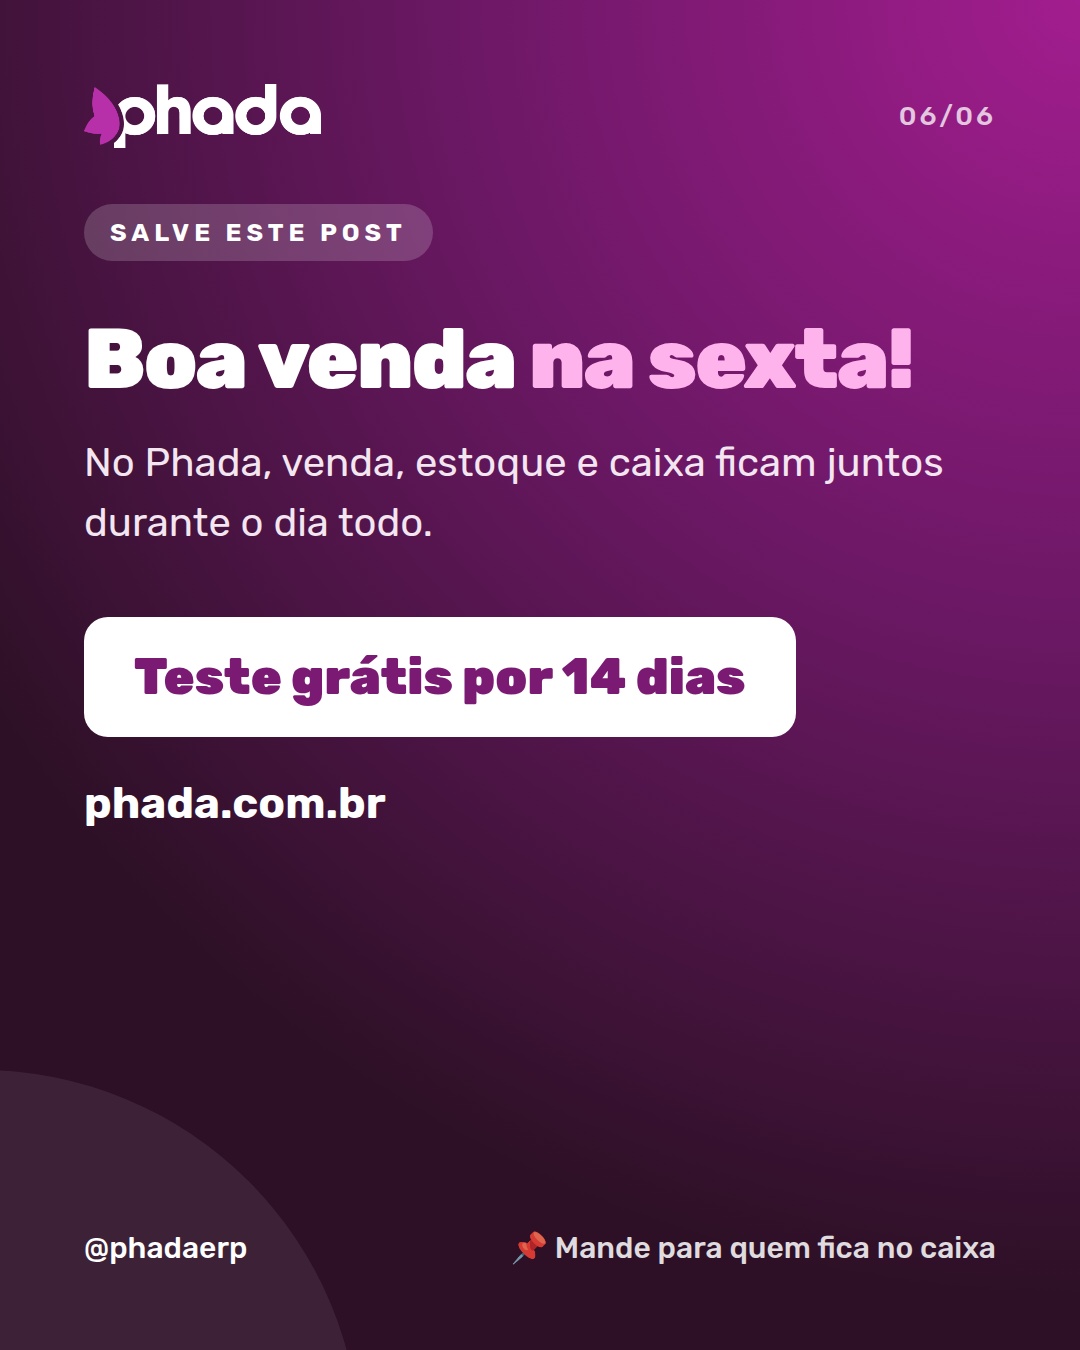 phada
06/06
SALVE ESTE POST
Boa venda na sexta!
No Phada, venda, estoque e caixa ficam juntos
durante o dia todo.
Teste grátis por 14 dias
phada.com.br
@phadaerp
📌 Mande para quem fica no caixa